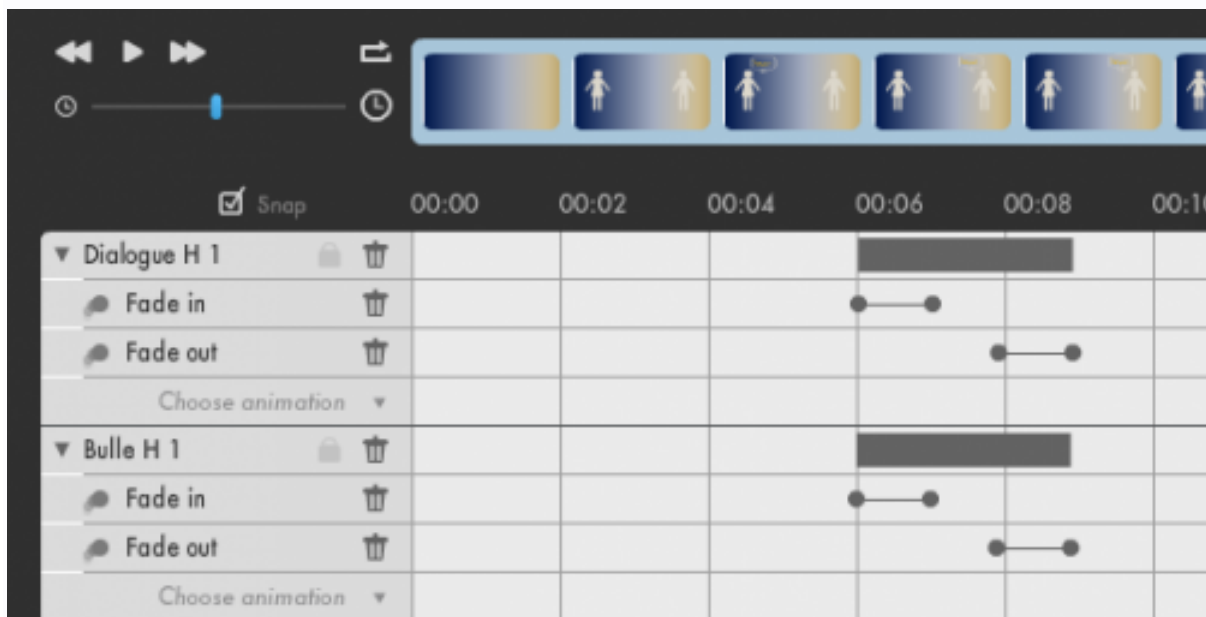 Snap 00:00 00:02 00:04 00:06 00:08
Dialogue H 1
Fade in
Fade out
Choose animation
Bulle H 1
Fade in
Fade out
Choose animation